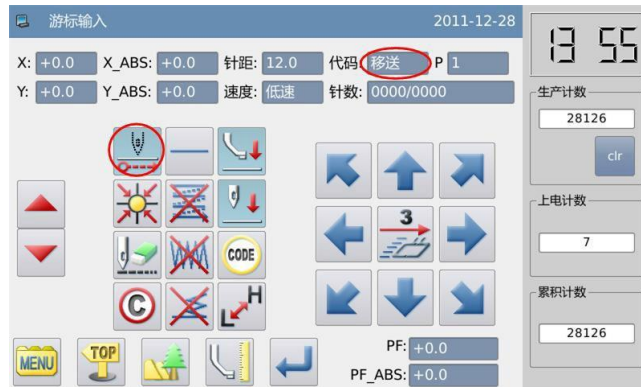 游标输入 2011-12-28
13 55
X: +0.0 X_ABS: +0.0 针距: 12.0 代码: 移送 P 1
Y: +0.0 Y_ABS: +0.0 速度: 低速 针数: 0000/0000
生产计数
28126
clr
上电计数
7
累积计数
28126
3
CODE
C
H
L
MENU
TOP
PF: +0.0
PF_ABS: +0.0